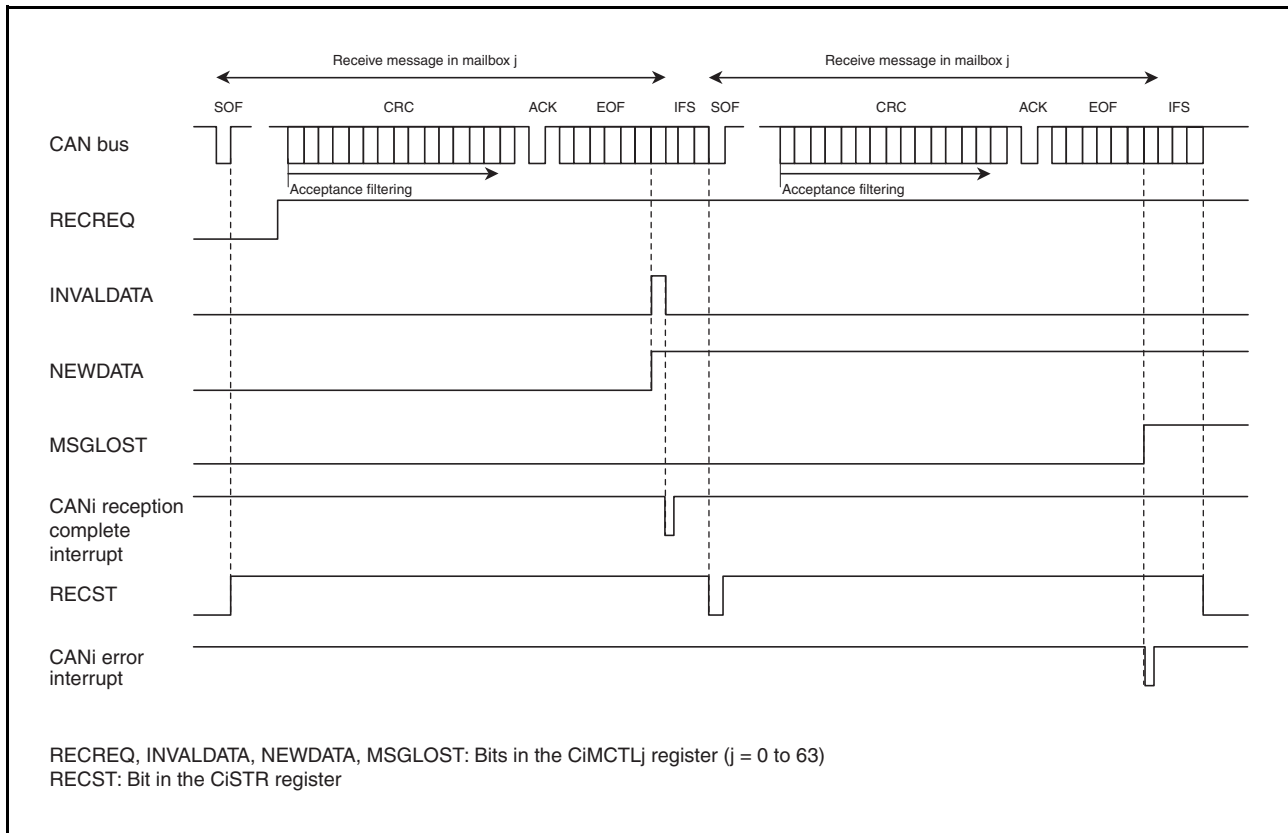 Receive message in mailbox j
Receive message in mailbox j
SOF
CRC
ACK
EOF
IFS
SOF
CRC
ACK
EOF
IFS
CAN bus
Acceptance filtering
Acceptance filtering
RECREQ
INVALDATA
NEWDATA
MSGLOST
CANi reception
complete
interrupt
RECST
CANi error
interrupt
RECREQ, INVALDATA, NEWDATA, MSGLOST: Bits in the CiMCTLj register (j = 0 to 63)
RECST: Bit in the CiSTR register